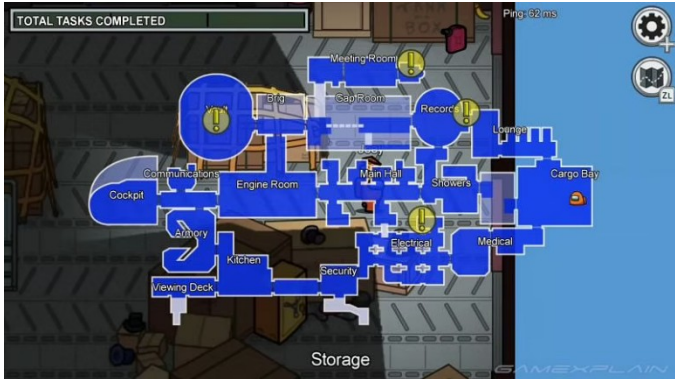 TOTAL TASKS COMPLETED
Ping: 62 ms
ZL
Meeting Room
Brig
Gap Room
Records
Lounge
Communications
Cockpit
Engine Room
Main Hall
Showers
Cargo Bay
Armory
Kitchen
Electrical
Medical
Security
Viewing Deck
Storage
GAMEXPLAIN